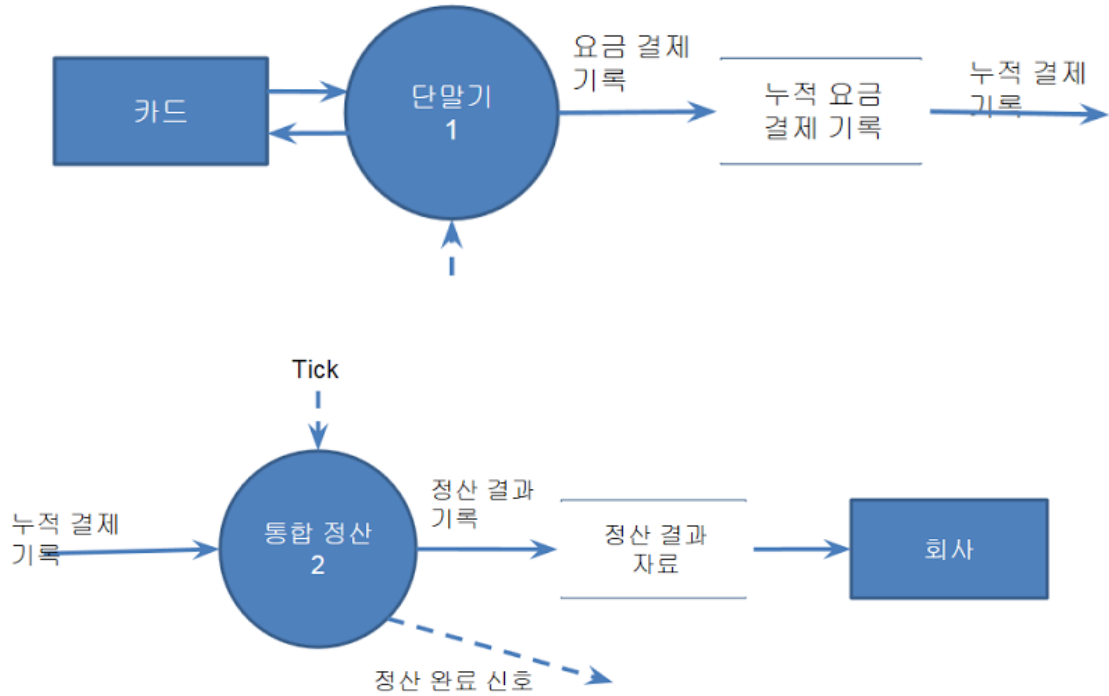 카드
단말기
1
요금 결제
기록
누적 요금
결제 기록
누적 결제
기록
Tick
누적 결제
기록
통합 정산
2
정산 결과
기록
정산 결과
자료
회사
정산 완료 신호